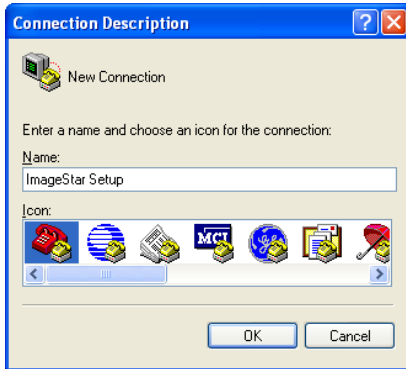 Connection Description
New Connection
Enter a name and choose an icon for the connection:
Name:
ImageStar Setup
Icon:
MCI
OK Cancel